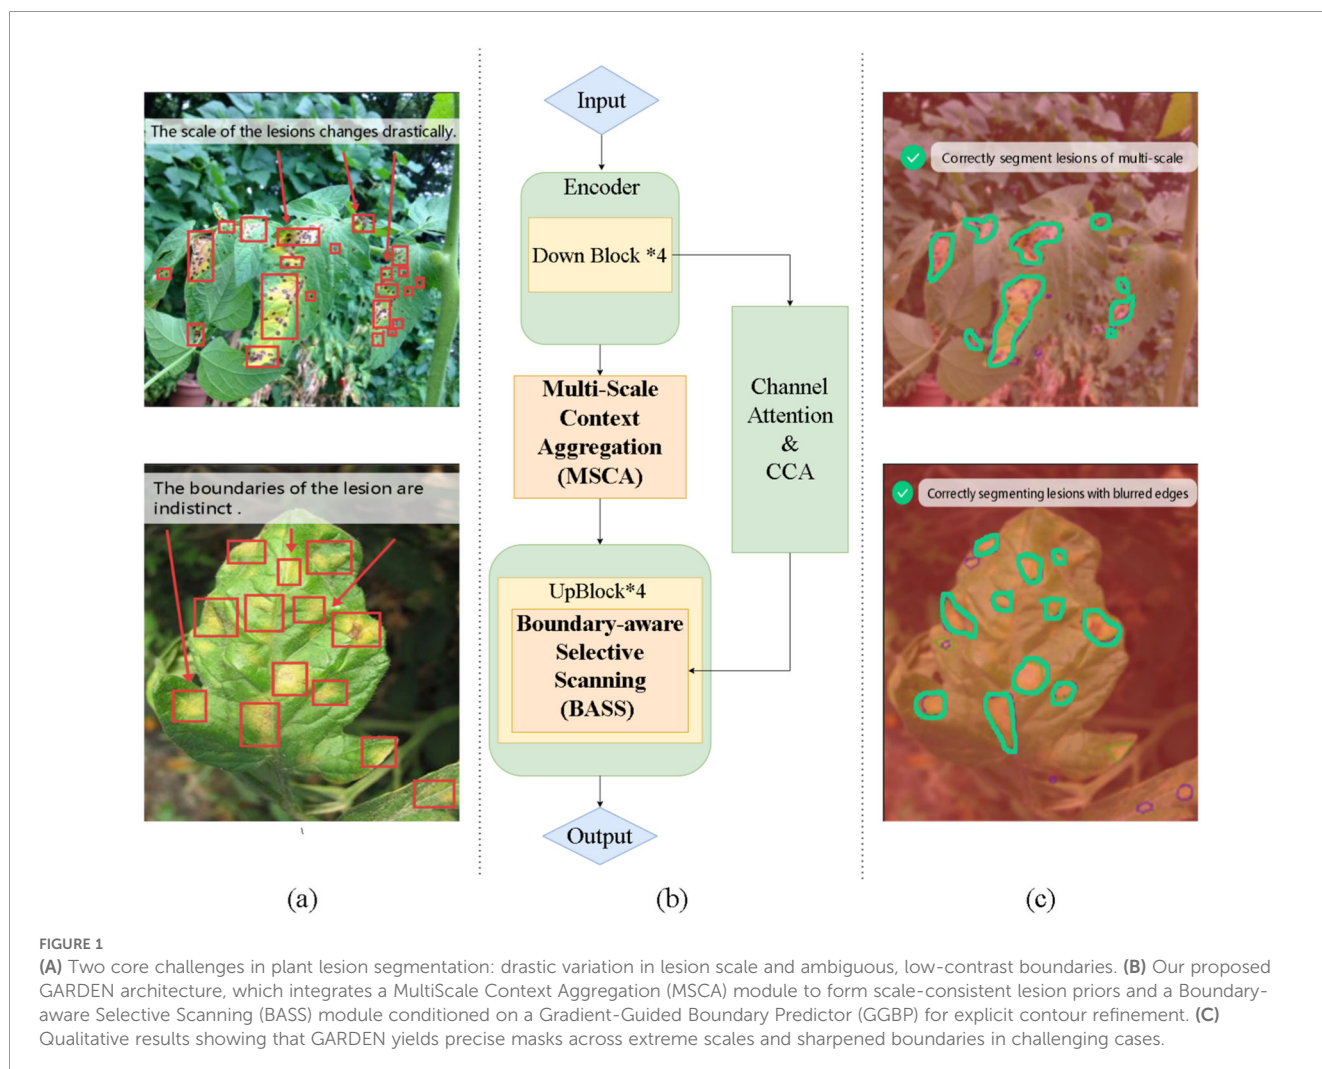 The scale of the lesions changes drastically.
The boundaries of the lesion are
indistinct .
(a)
Input
Encoder
Down Block *4
Multi-Scale
Context
Aggregation
(MSCA)
Channel
Attention
&
CCA
UpBlock*4
Boundary-aware
Selective
Scanning
(BASS)
Output
(b)
Correctly segment lesions of multi-scale
Correctly segmenting lesions with blurred edges
(c)
FIGURE 1
(A) Two core challenges in plant lesion segmentation: drastic variation in lesion scale and ambiguous, low-contrast boundaries. (B) Our proposed
GARDEN architecture, which integrates a MultiScale Context Aggregation (MSCA) module to form scale-consistent lesion priors and a Boundary-
aware Selective Scanning (BASS) module conditioned on a Gradient-Guided Boundary Predictor (GGBP) for explicit contour refinement. (C)
Qualitative results showing that GARDEN yields precise masks across extreme scales and sharpened boundaries in challenging cases.